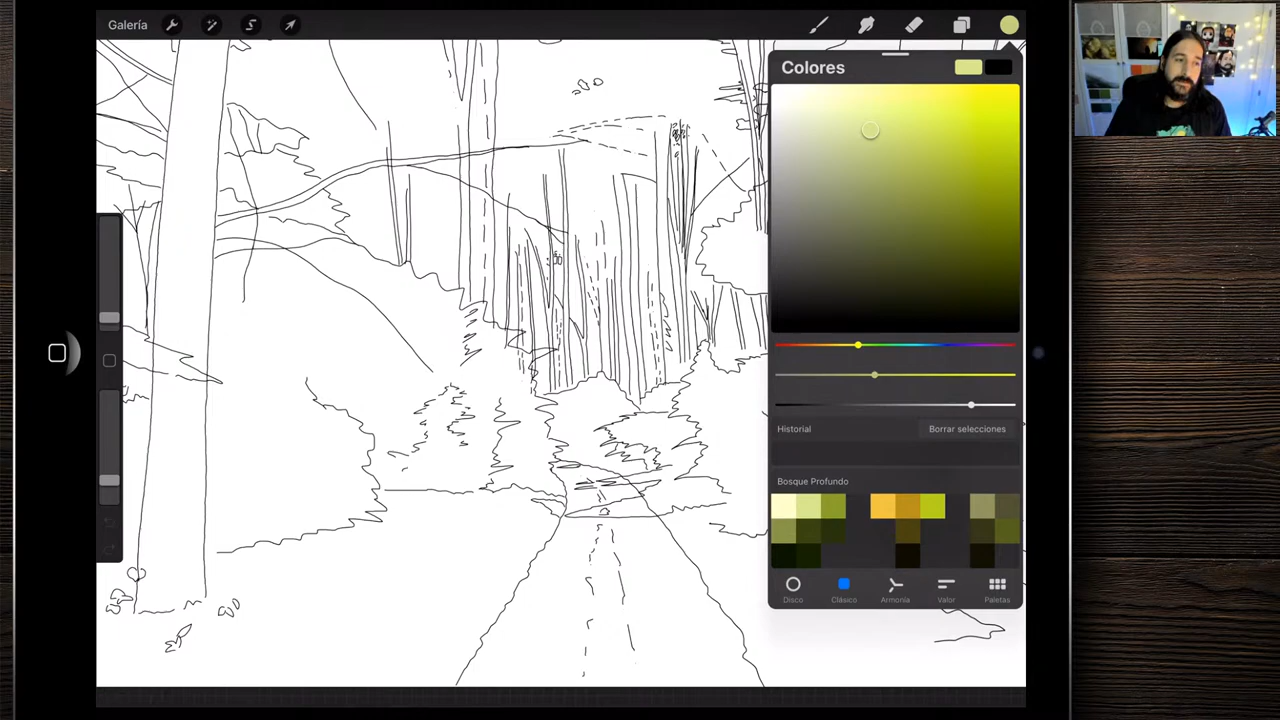 Galería
Colores
Historial
Borrar selecciones
Bosque Profundo
Disco
Clásico
Armonía
Valor
Paletas